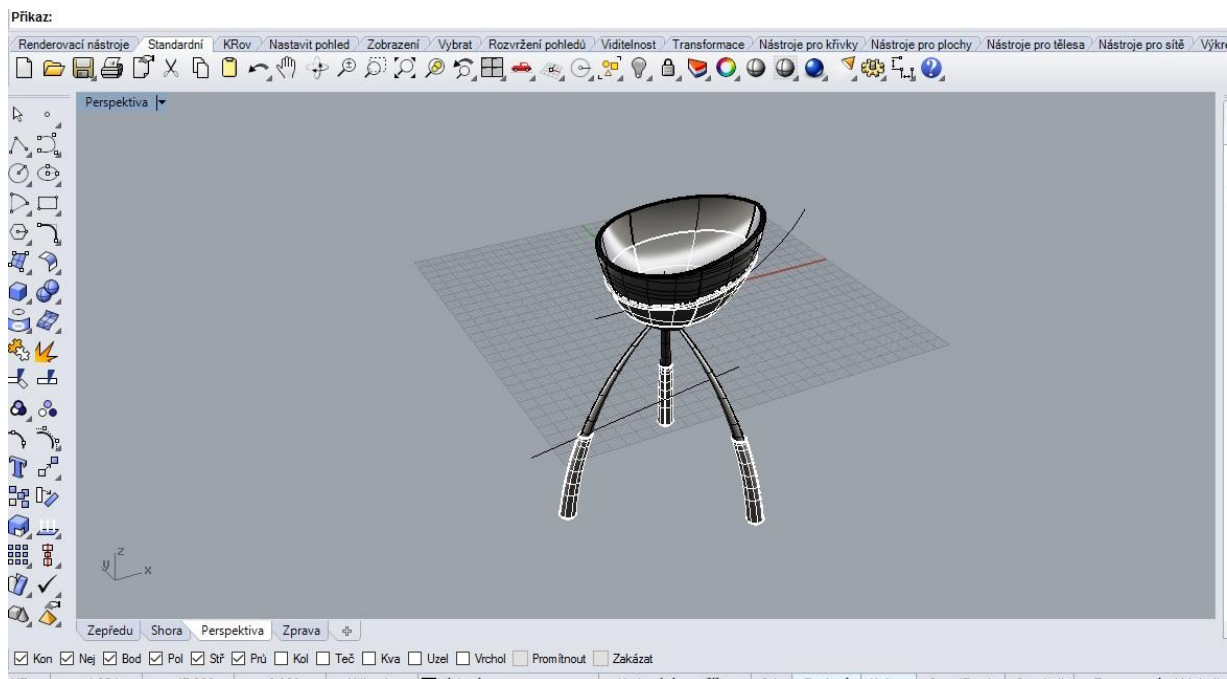 Příkaz:
Renderovací nástroje Standardní KRov Nastavit pohled Zobrazení Vybrat Rozvržení pohledů Viditelnost Transformace Nástroje pro křivky Nástroje pro plochy Nástroje pro tělesa Nástroje pro sítě
Perspektiva
z
y x
Zepředu Shora Perspektiva Zprava
Kon Nej Bod Pol Stř Prů Kol Teč Kva Uzel Vrchol Promítnout Zakázat